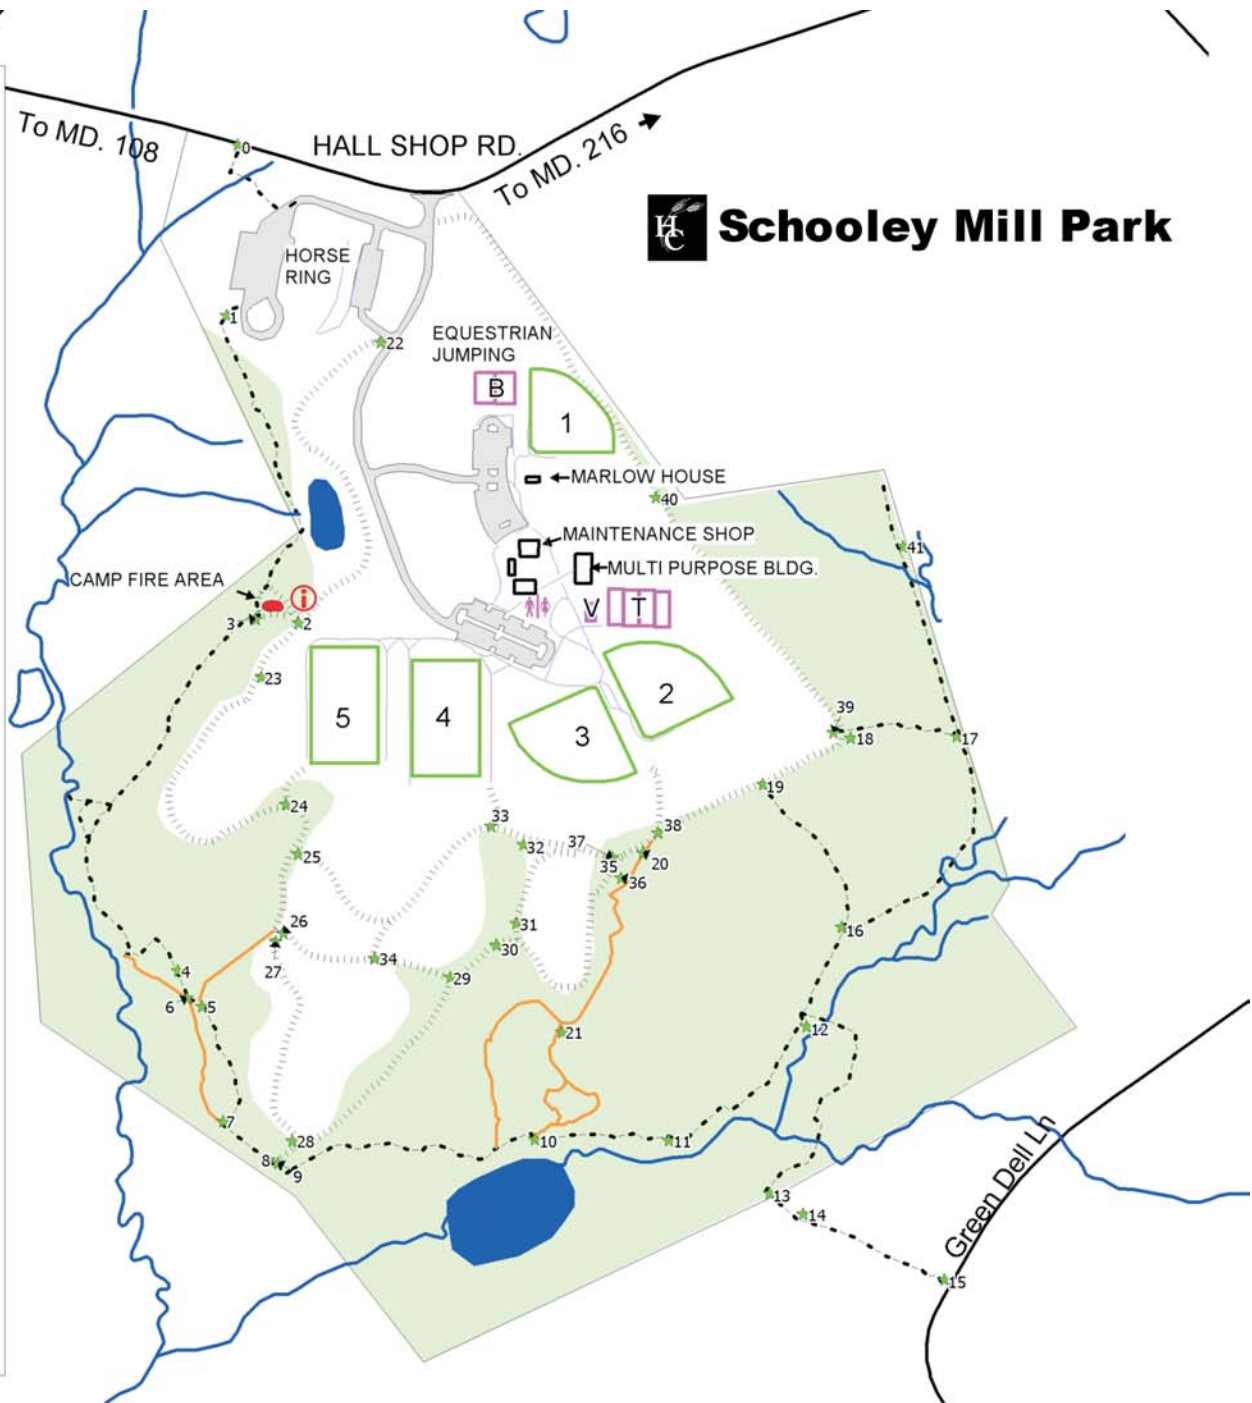 To MD. 108
0
HALL SHOP RD.
To MD. 216
HC
Schooley Mill Park
HORSE
RING
1
22
EQUESTRIAN
JUMPING
B
1
MARLOW HOUSE
40
MAINTENANCE SHOP
41
MULTI PURPOSE BLDG.
CAMP FIRE AREA
i
V
T
3
2
23
5
4
3
2
39
18
17
19
24
33
38
32
37
35
20
36
25
26
27
34
31
30
29
16
4
6
5
21
12
7
28
8
9
10
11
13
14
15
Green Dell Ln